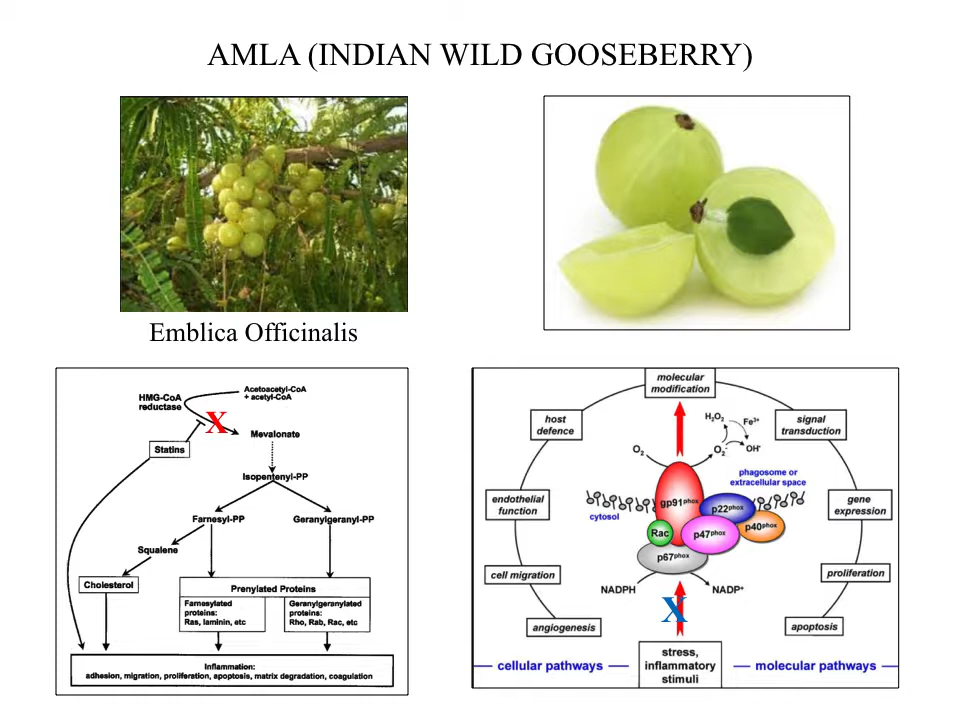 AMLA (INDIAN WILD GOOSEBERRY)
Emblica Officinalis
HMG-CoA
reductase
Acetoacetyl-CoA
+ acetyl-CoA
X
Mevalonate
Statins
Isopentenyl-PP
Farnesyl-PP
Geranylgeranyl-PP
Squalene
Cholesterol
Prenylated Proteins
Farnesylated
proteins:
Ras, laminin, etc
Geranylgeranylated
proteins:
Rho, Rab, Rac, etc
Inflammation:
adhesion, migration, proliferation, apoptosis, matrix degradation, coagulation
molecular
modification
host
defence
signal
transduction
H₂O₂
Fe³⁺
O₂
O₂⁻
OH•
phagosome or
extracellular space
endothelial
function
gene
expression
cytosol
gp91phox
p22phox
p40phox
Rac
p47phox
p67phox
cell migration
proliferation
NADPH
NADP⁺
X
angiogenesis
apoptosis
stress,
inflammatory
stimuli
cellular pathways
molecular pathways